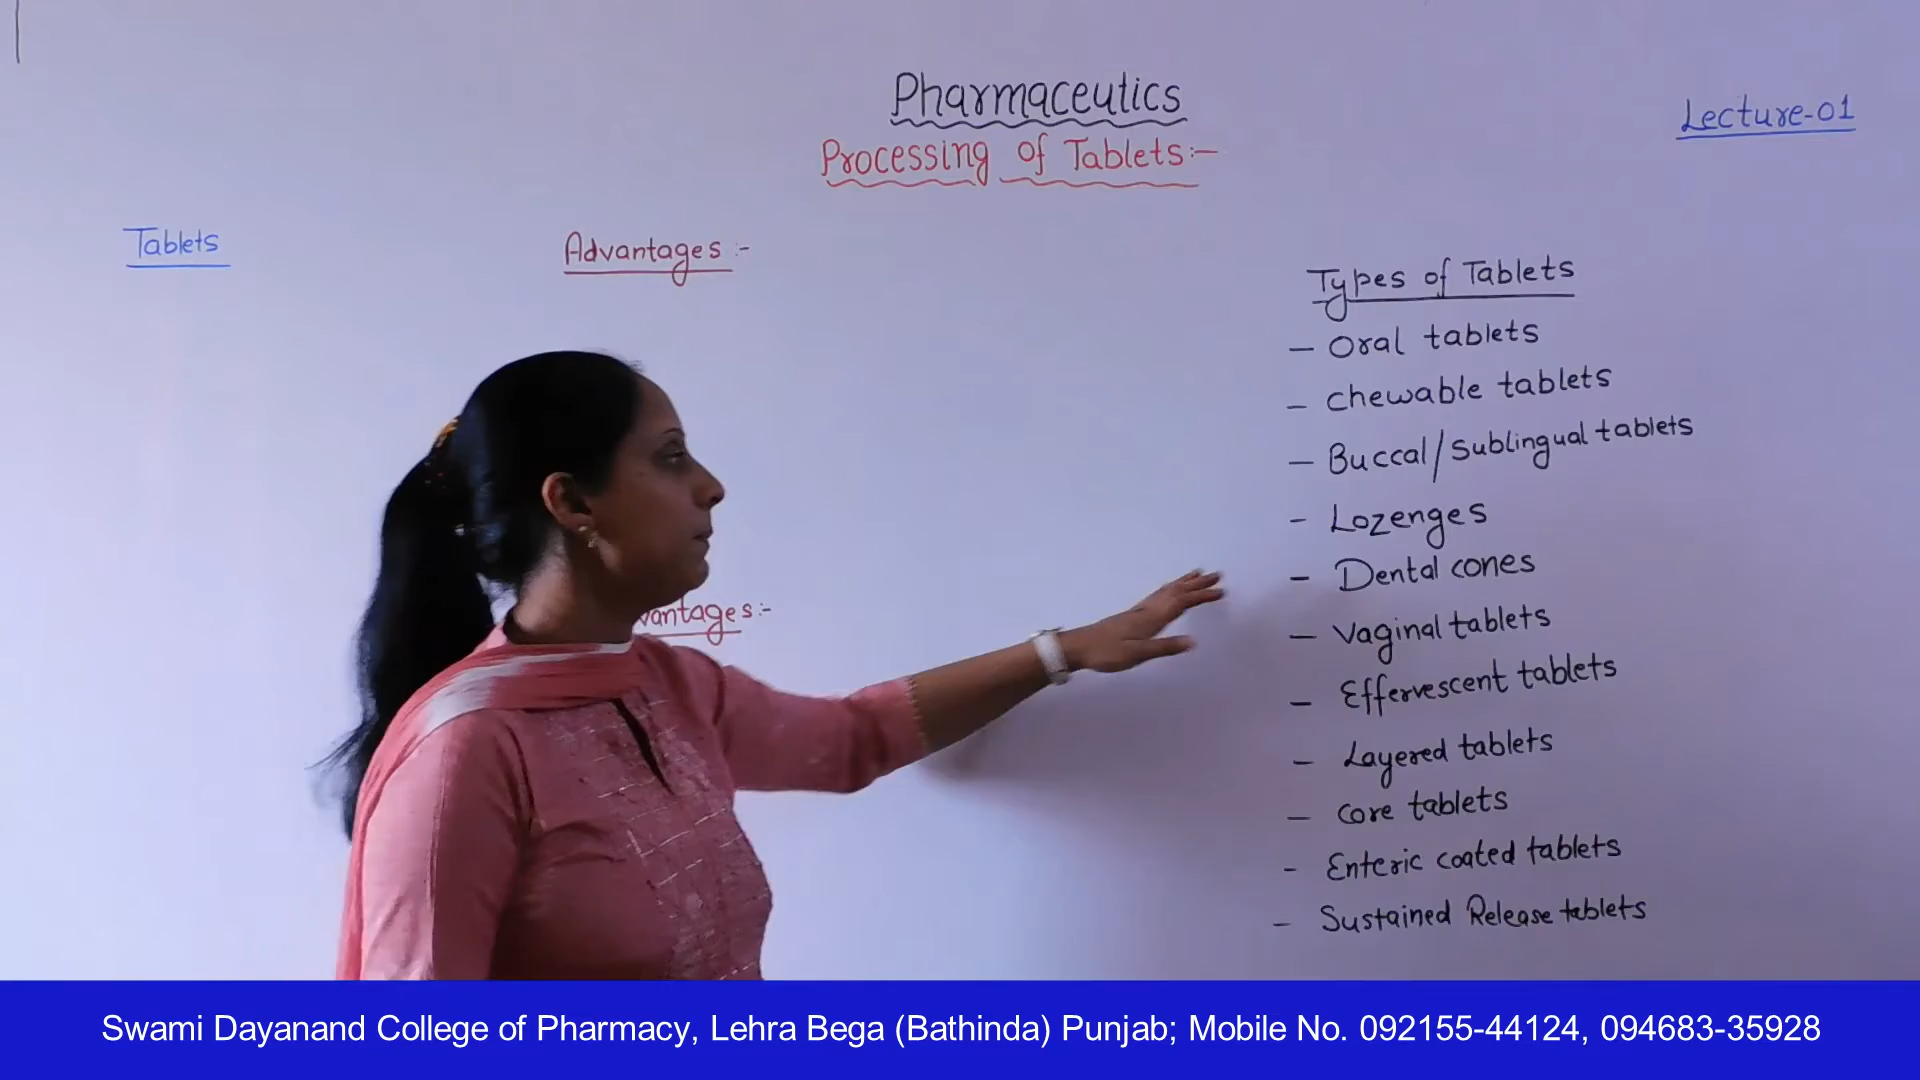 Pharmaceutics
Lecture-01
Processing of Tablets:-
Tablets
Advantages :-
vantages:-
Types of Tablets
- Oral tablets
- chewable tablets
- Buccal/sublingual tablets
- Lozenges
- Dental cones
- Vaginal tablets
- Effervescent tablets
- Layered tablets
- core tablets
- Enteric coated tablets
- Sustained Release tablets
Swami Dayanand College of Pharmacy, Lehra Bega (Bathinda) Punjab; Mobile No. 092155-44124, 094683-35928